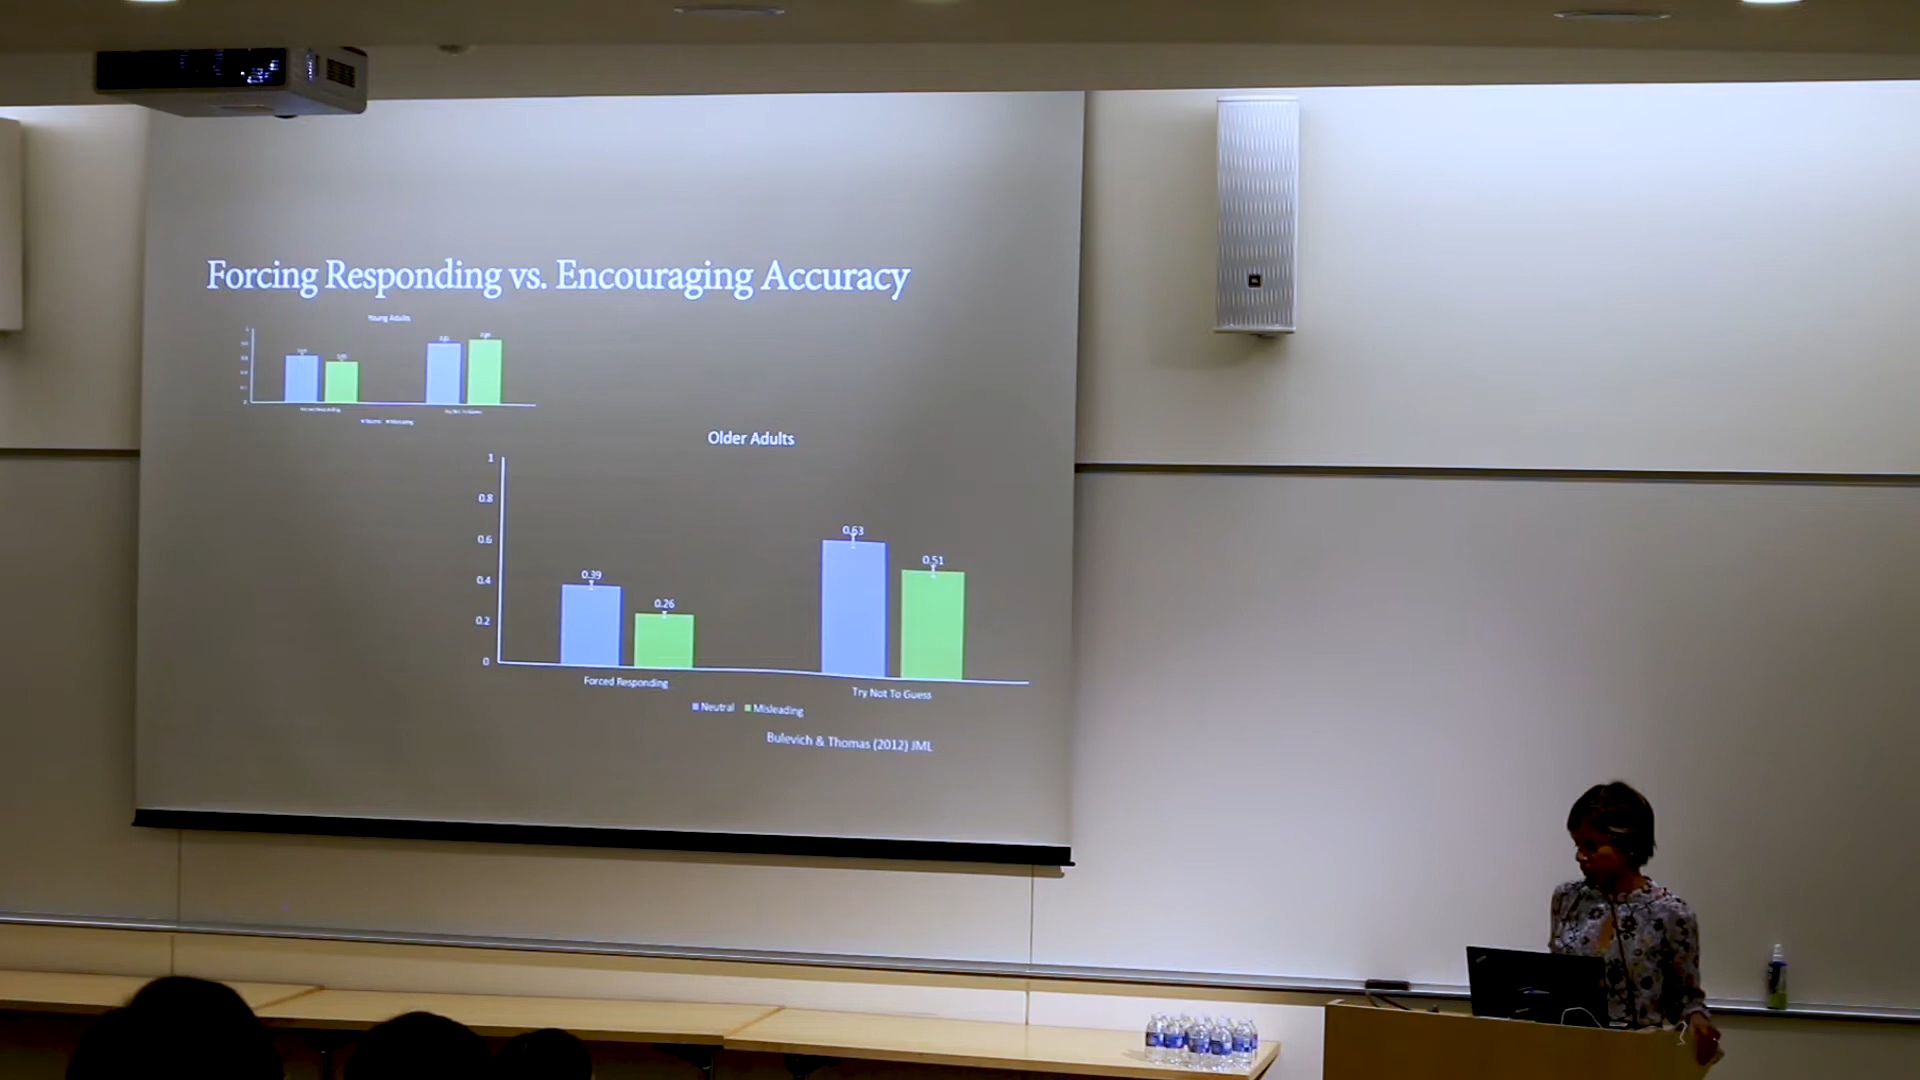 Forcing Responding vs. Encouraging Accuracy
Young Adults
Older Adults
1
0.8
0.6
0.4
0.2
0
0.39
0.26
0.63
0.51
Forced Responding
Try Not To Guess
Neutral Misleading
Bulevich & Thomas (2012) JML